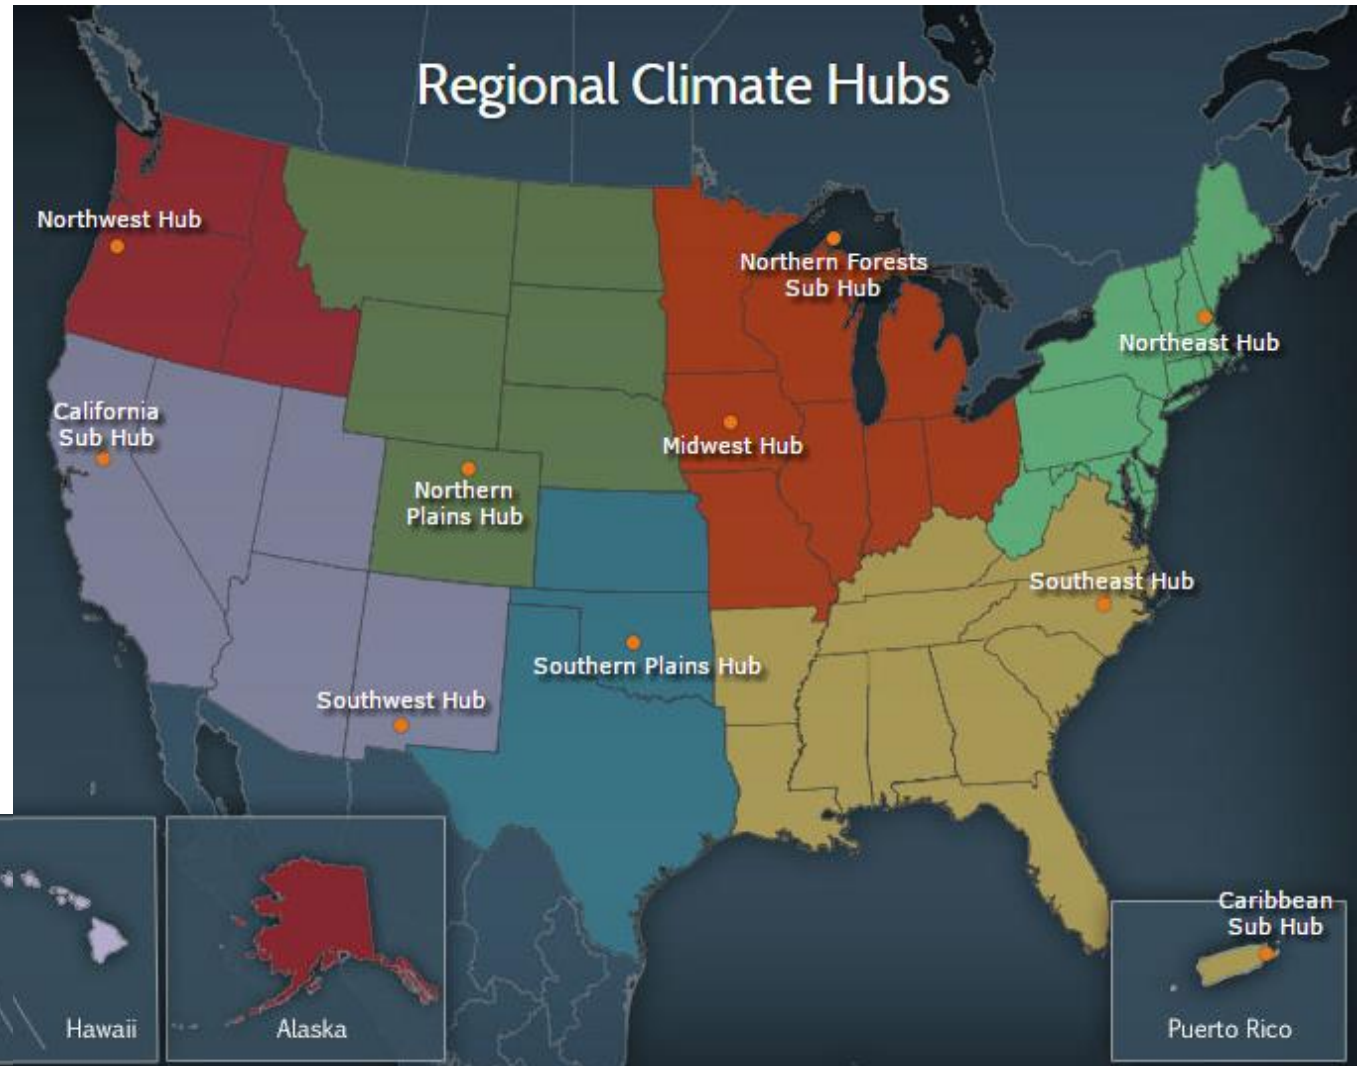 Regional Climate Hubs
Northwest Hub
Northern Forests
Sub Hub
Northeast Hub
California
Sub Hub
Midwest Hub
Northern
Plains Hub
Southeast Hub
Southern Plains Hub
Southwest Hub
Caribbean
Sub Hub
Hawaii
Alaska
Puerto Rico